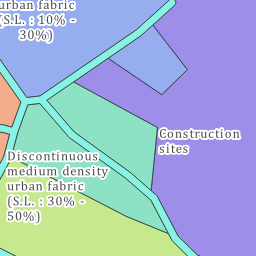 urban fabric
(S.L. : 10% -
30%)
Construction
sites
Discontinuous
medium density
urban fabric
(S.L. : 30% -
50%)